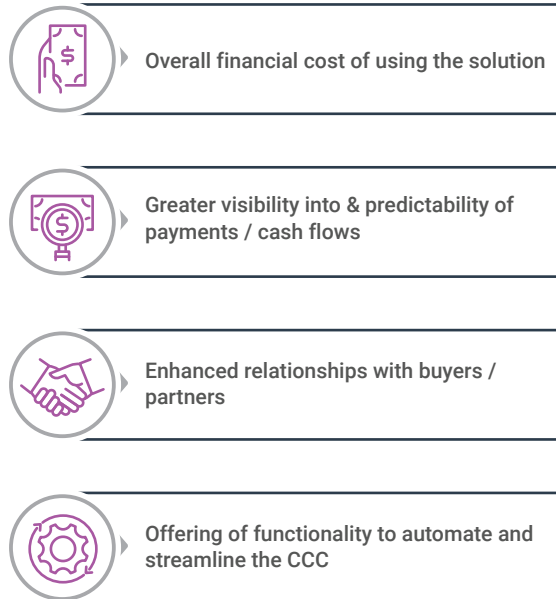 $
Overall financial cost of using the solution
$
Greater visibility into & predictability of
payments / cash flows
Enhanced relationships with buyers /
partners
Offering of functionality to automate and
streamline the CCC